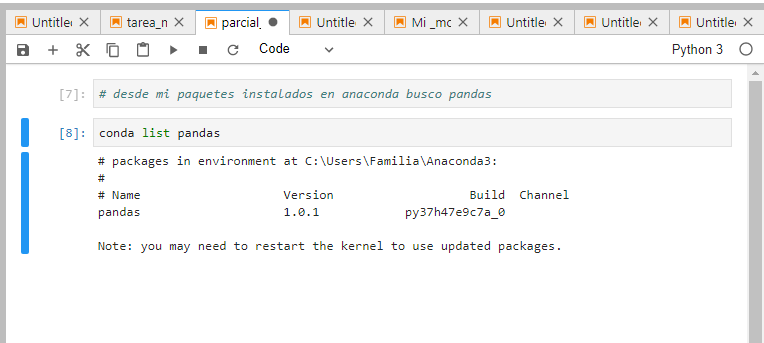 Untitle
tarea_n
parcial_
Untitle
Mi _mo
Untitle
Untitle
Untitle
Code
Python 3
[7]: # desde mi paquetes instalados en anaconda busco pandas
[8]: conda list pandas
# packages in environment at C:\Users\Familia\Anaconda3:
#
# Name Version Build Channel
pandas 1.0.1 py37h47e9c7a_0
Note: you may need to restart the kernel to use updated packages.